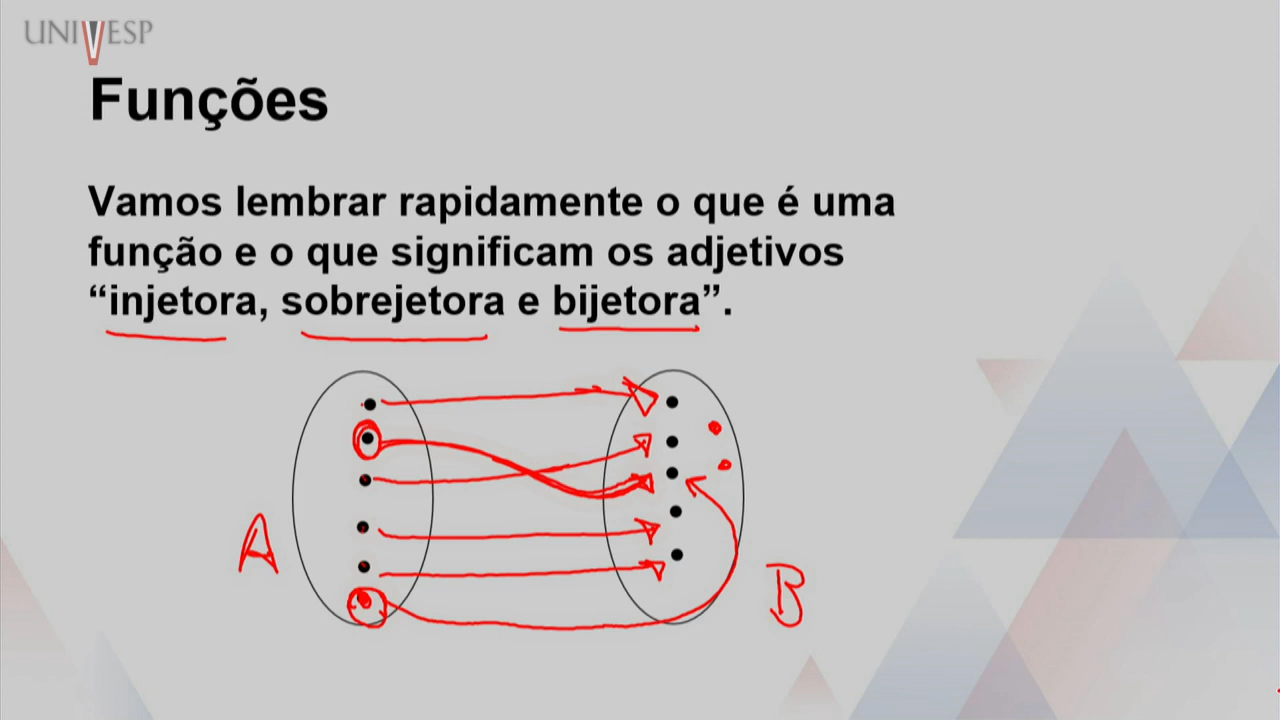 UNIVESP
Funções
Vamos lembrar rapidamente o que é uma
função e o que significam os adjetivos
“injetora, sobrejetora e bijetora”.
A
B